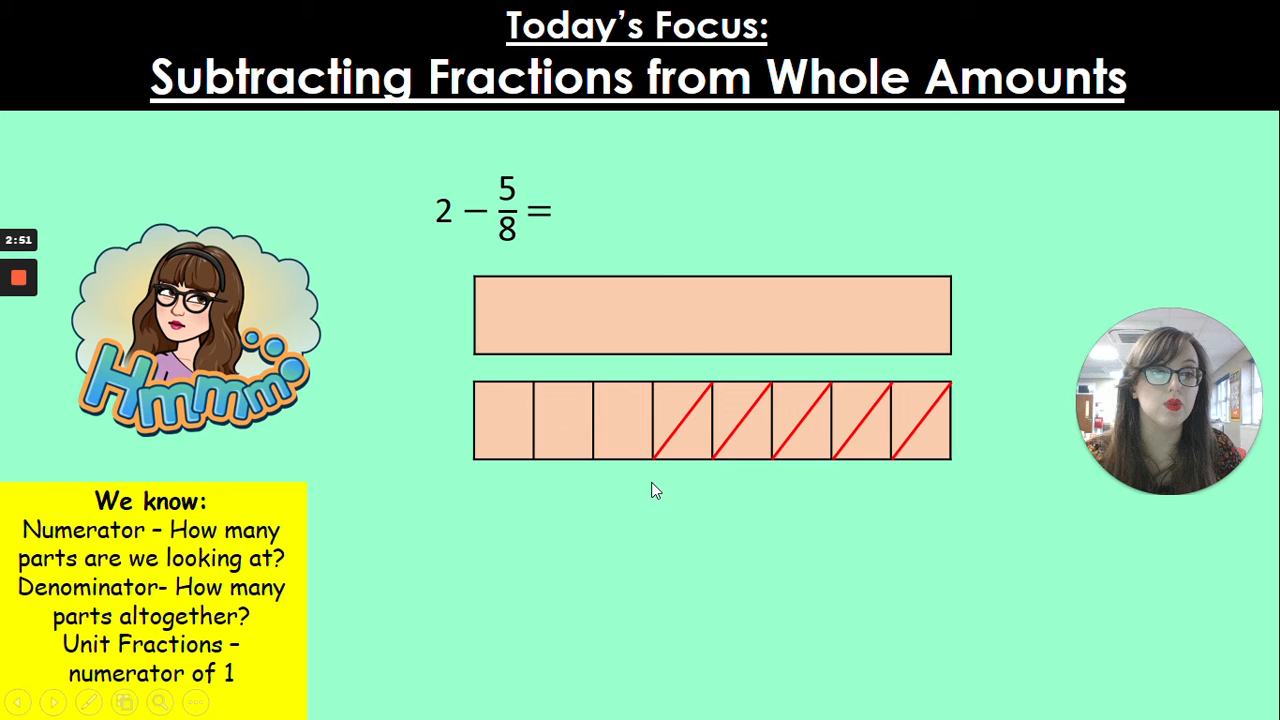 Today’s Focus:
Subtracting Fractions from Whole Amounts
2 − 5/8 =
2:51
Hmmm
We know:
Numerator – How many
parts are we looking at?
Denominator- How many
parts altogether?
Unit Fractions –
numerator of 1